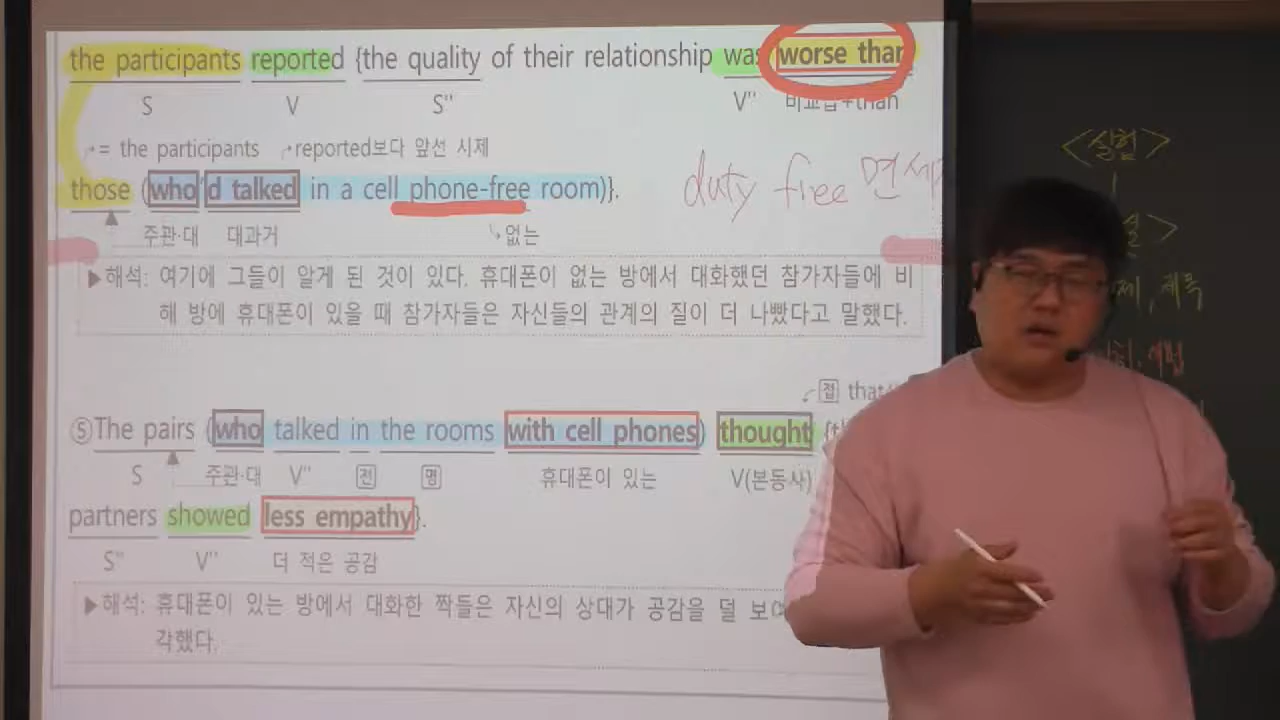 the participants reported {the quality of their relationship was worse than
S V S" V" 비교급+than
= the participants reported보다 앞선 시제
those (who'd talked in a cell phone-free room)}.
duty free 면세
주관·대 대과거 없는
▶해석: 여기에 그들이 알게 된 것이 있다. 휴대폰이 없는 방에서 대화했던 참가자들에 비
해 방에 휴대폰이 있을 때 참가자들은 자신들의 관계의 질이 더 나빴다고 말했다.
접 that
⑤The pairs (who talked in the rooms with cell phones) thought
S 주관·대 V" 전 명 휴대폰이 있는 V(본동사)
partners showed less empathy}.
S" V" 더 적은 공감
▶해석: 휴대폰이 있는 방에서 대화한 짝들은 자신의 상대가 공감을 덜
각했다.
<실험>